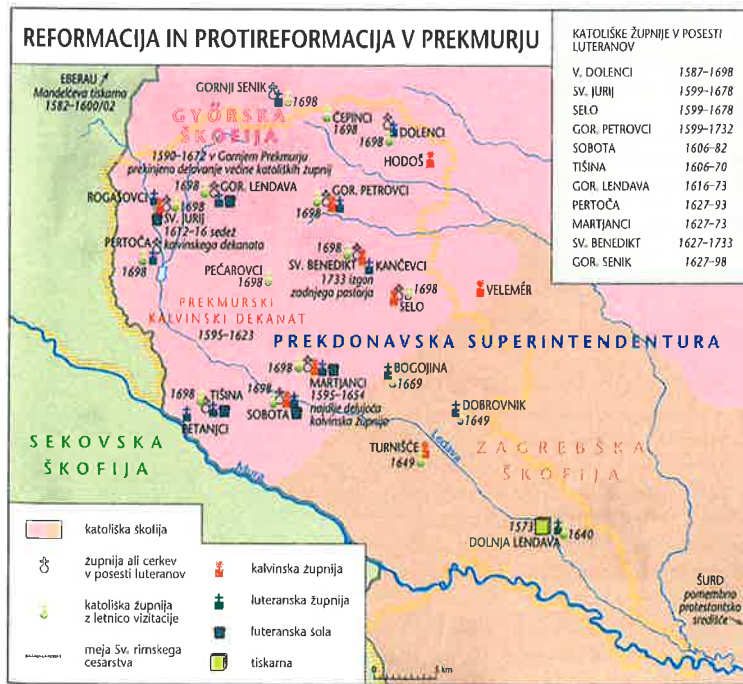 REFORMACIJA IN PROTIREFORMACIJA V PREKMURJU
KATOLIŠKE ŽUPNIJE V POSESTI
LUTERANOV
V. DOLENCI 1587–1698
SV. JURIJ 1599–1678
SELO 1599–1678
GOR. PETROVCI 1599–1732
SOBOTA 1606–82
TIŠINA 1606–70
GOR. LENDAVA 1616–73
PERTOČA 1627–93
MARTJANCI 1627–73
SV. BENEDIKT 1627–1733
GOR. SENIK 1627–98
EBERAU
Mandelčeva tiskarna
1582–1600/02
GORNJI SENIK
1698
GYŐRSKA
ŠKOFIJA
ČEPINCI
1698
DOLENCI
1698
HODOŠ
1590–1672 v Gornjem Prekmurju
prekinjeno delovanje večine katoliških župnij
ROGAŠOVCI
1698
1698
GOR. LENDAVA
GOR. PETROVCI
1698
SV. JURIJ
1612–16 sedež
kalvinskega dekanata
PERTOČA
1698
PEČAROVCI
1698
1698
SV. BENEDIKT
KANČEVCI
1733 izgon
zadnjega pastorja
1698
SELO
VELEMÉR
PREKMURSKI
KALVINSKI DEKANAT
1595–1623
PREKDONAVSKA SUPERINTENDENTURA
1698
MARTJANCI
1595–1654
najdlje delujoča
kalvinska župnija
BOGOJINA
1669
1698
TIŠINA
1698
SOBOTA
PETANJCI
DOBROVNIK
1649
SEKOVSKA
ŠKOFIJA
TURNIŠČE
1649
Ledava
Mura
ZAGREBŠKA
ŠKOFIJA
1573
1640
DOLNJA LENDAVA
ŠURD
pomembno
protestantsko
središče
katoliška škofija
župnija ali cerkev
v posesti luteranov
katoliška župnija
z letnico vizitacije
meja Sv. rimskega
cesarstva
kalvinska župnija
luteranska župnija
luteranska šola
tiskarna
0 5 km